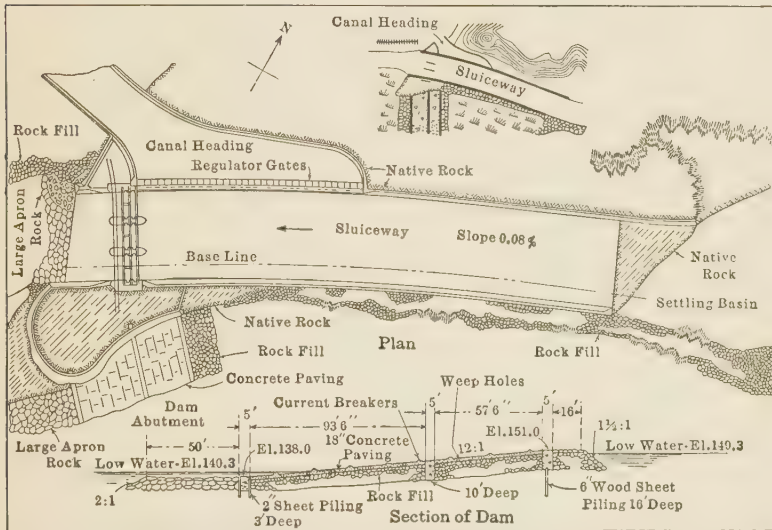 Canal Heading
N
Sluiceway
Rock Fill
Canal Heading
Regulator Gates
Native Rock
Large Apron
Rock
Sluiceway
Slope 0.08%
Base Line
Native
Rock
Settling Basin
Native Rock
Plan
Rock Fill
Rock Fill
Concrete Paving
Dam
Abutment
Large Apron
Rock
Current Breakers
Weep Holes
5'
93'6"
5'
57'6"
5'
16'
1½:1
50'
El.138.0
18" Concrete
Paving
12:1
El.151.0
Low Water-El.140.3
Low Water-El.149.3
2:1
2" Sheet Piling
3' Deep
Rock Fill
10' Deep
6" Wood Sheet
Piling 16' Deep
Section of Dam